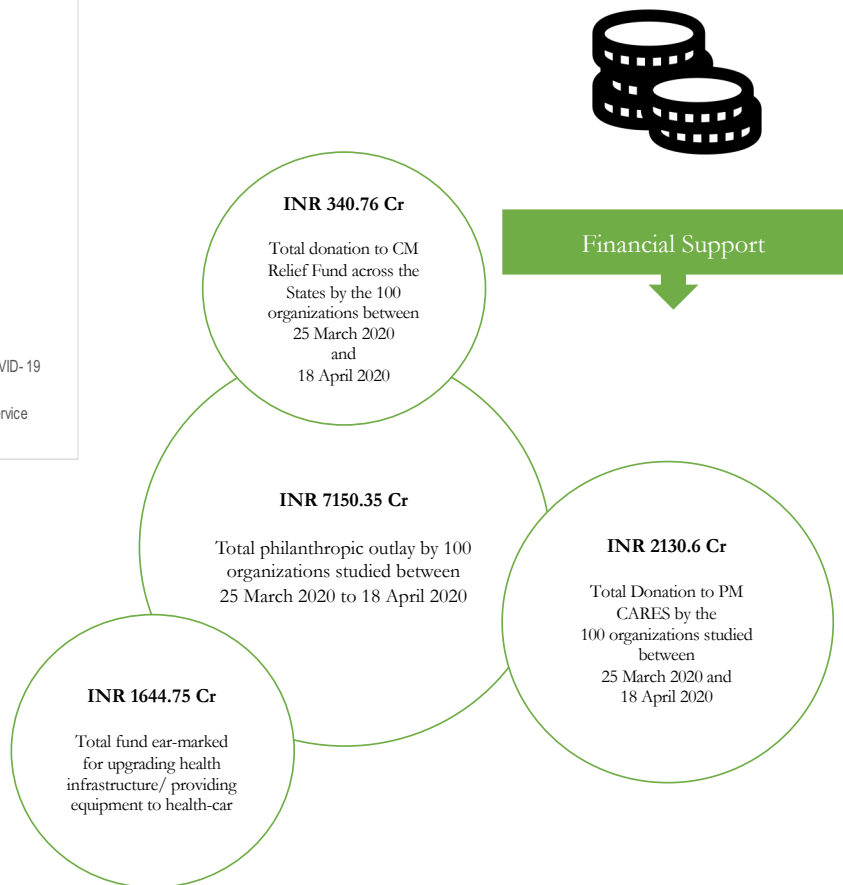 VID- 19
rvice
Financial Support
INR 340.76 Cr
Total donation to CM
Relief Fund across the
States by the 100
organizations between
25 March 2020
and
18 April 2020
INR 7150.35 Cr
Total philanthropic outlay by 100
organizations studied between
25 March 2020 to 18 April 2020
INR 2130.6 Cr
Total Donation to PM
CARES by the
100 organizations studied
between
25 March 2020 and
18 April 2020
INR 1644.75 Cr
Total fund ear-marked
for upgrading health
infrastructure/ providing
equipment to health-car